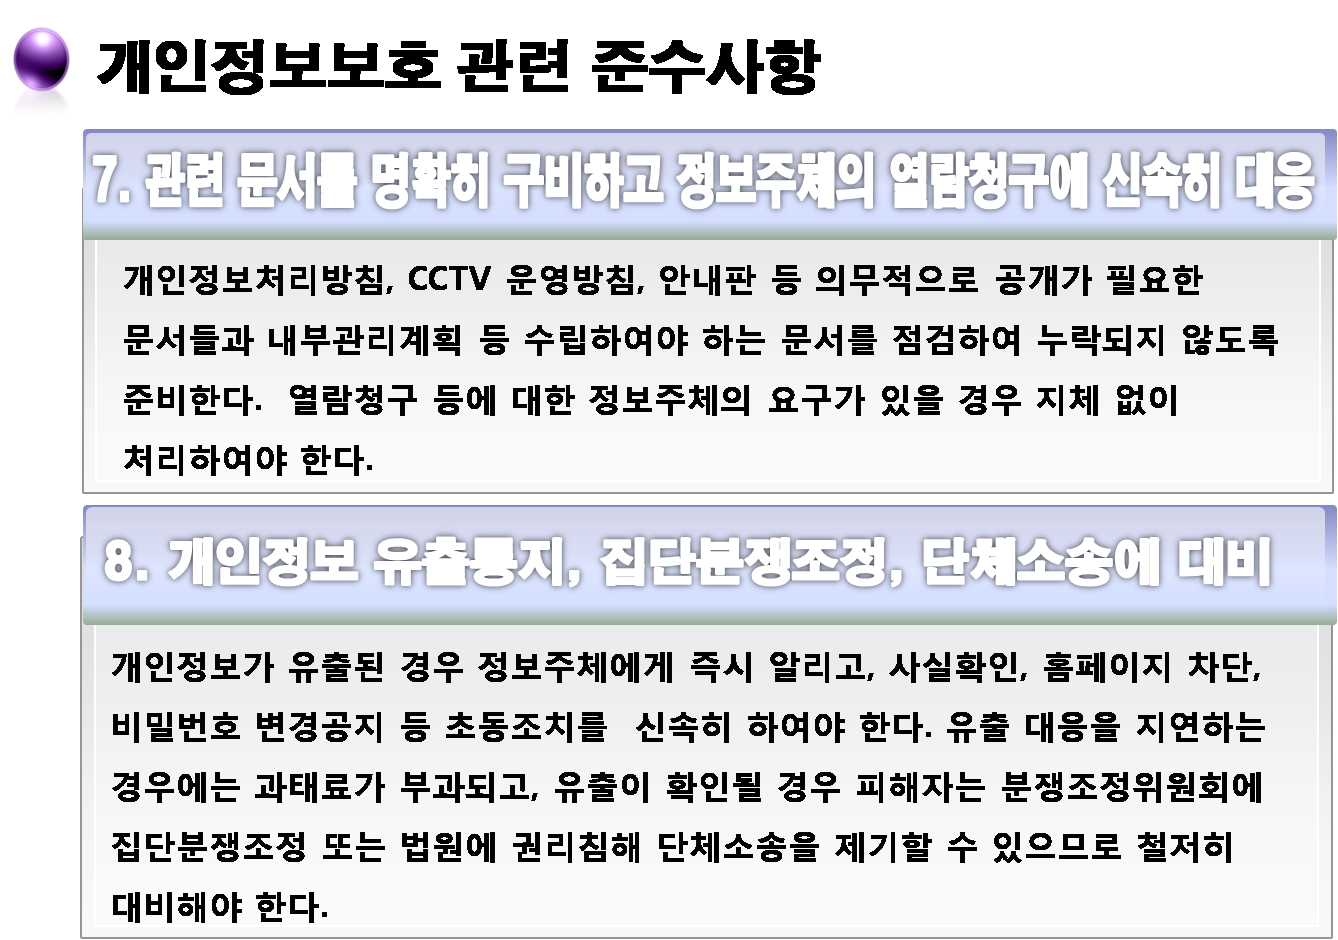 개인정보보호 관련 준수사항
7. 관련 문서를 명확히 구비하고 정보주체의 열람청구에 신속히 대응
개인정보처리방침, CCTV 운영방침, 안내판 등 의무적으로 공개가 필요한
문서들과 내부관리계획 등 수립하여야 하는 문서를 점검하여 누락되지 않도록
준비한다. 열람청구 등에 대한 정보주체의 요구가 있을 경우 지체 없이
처리하여야 한다.
8. 개인정보 유출통지, 집단분쟁조정, 단체소송에 대비
개인정보가 유출된 경우 정보주체에게 즉시 알리고, 사실확인, 홈페이지 차단,
비밀번호 변경공지 등 초동조치를 신속히 하여야 한다. 유출 대응을 지연하는
경우에는 과태료가 부과되고, 유출이 확인될 경우 피해자는 분쟁조정위원회에
집단분쟁조정 또는 법원에 권리침해 단체소송을 제기할 수 있으므로 철저히
대비해야 한다.